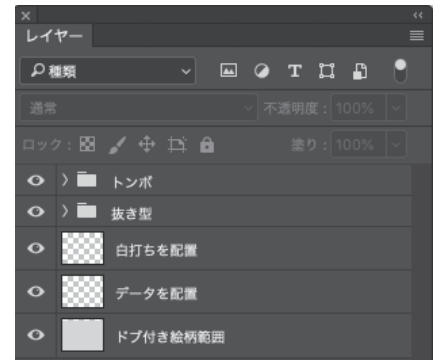 レイヤー
種類
T
通常 不透明度: 100%
ロック: 塗り: 100%
トンボ
抜き型
白打ちを配置
データを配置
ドブ付き絵柄範囲